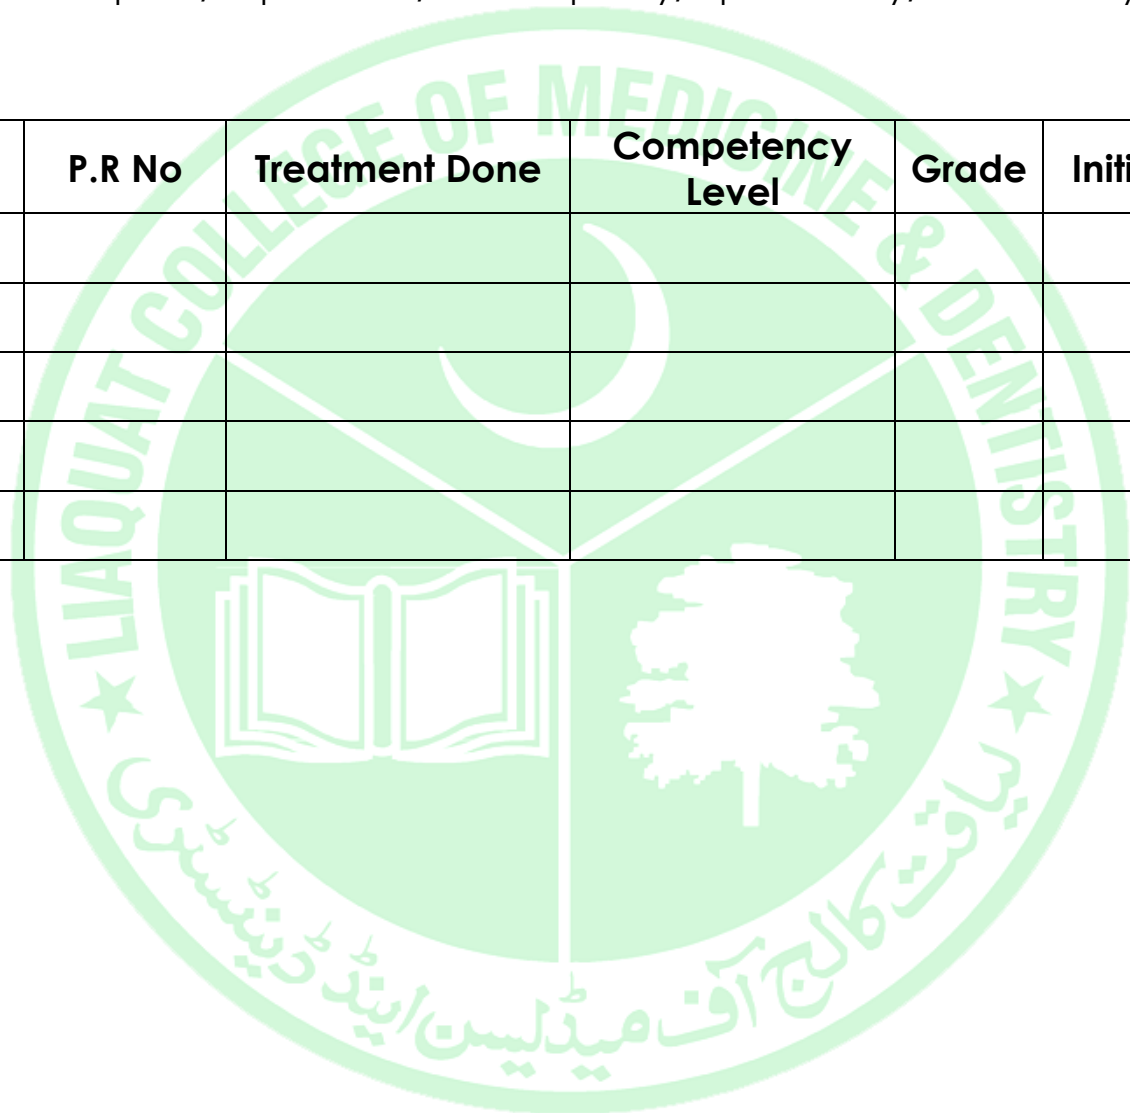 P.R No Treatment Done Competency Level Grade
LIAQUAT COLLEGE OF MEDICINE & DENTISTRY
لیاقت کالج آف میڈیسن اینڈ ڈینٹسٹری